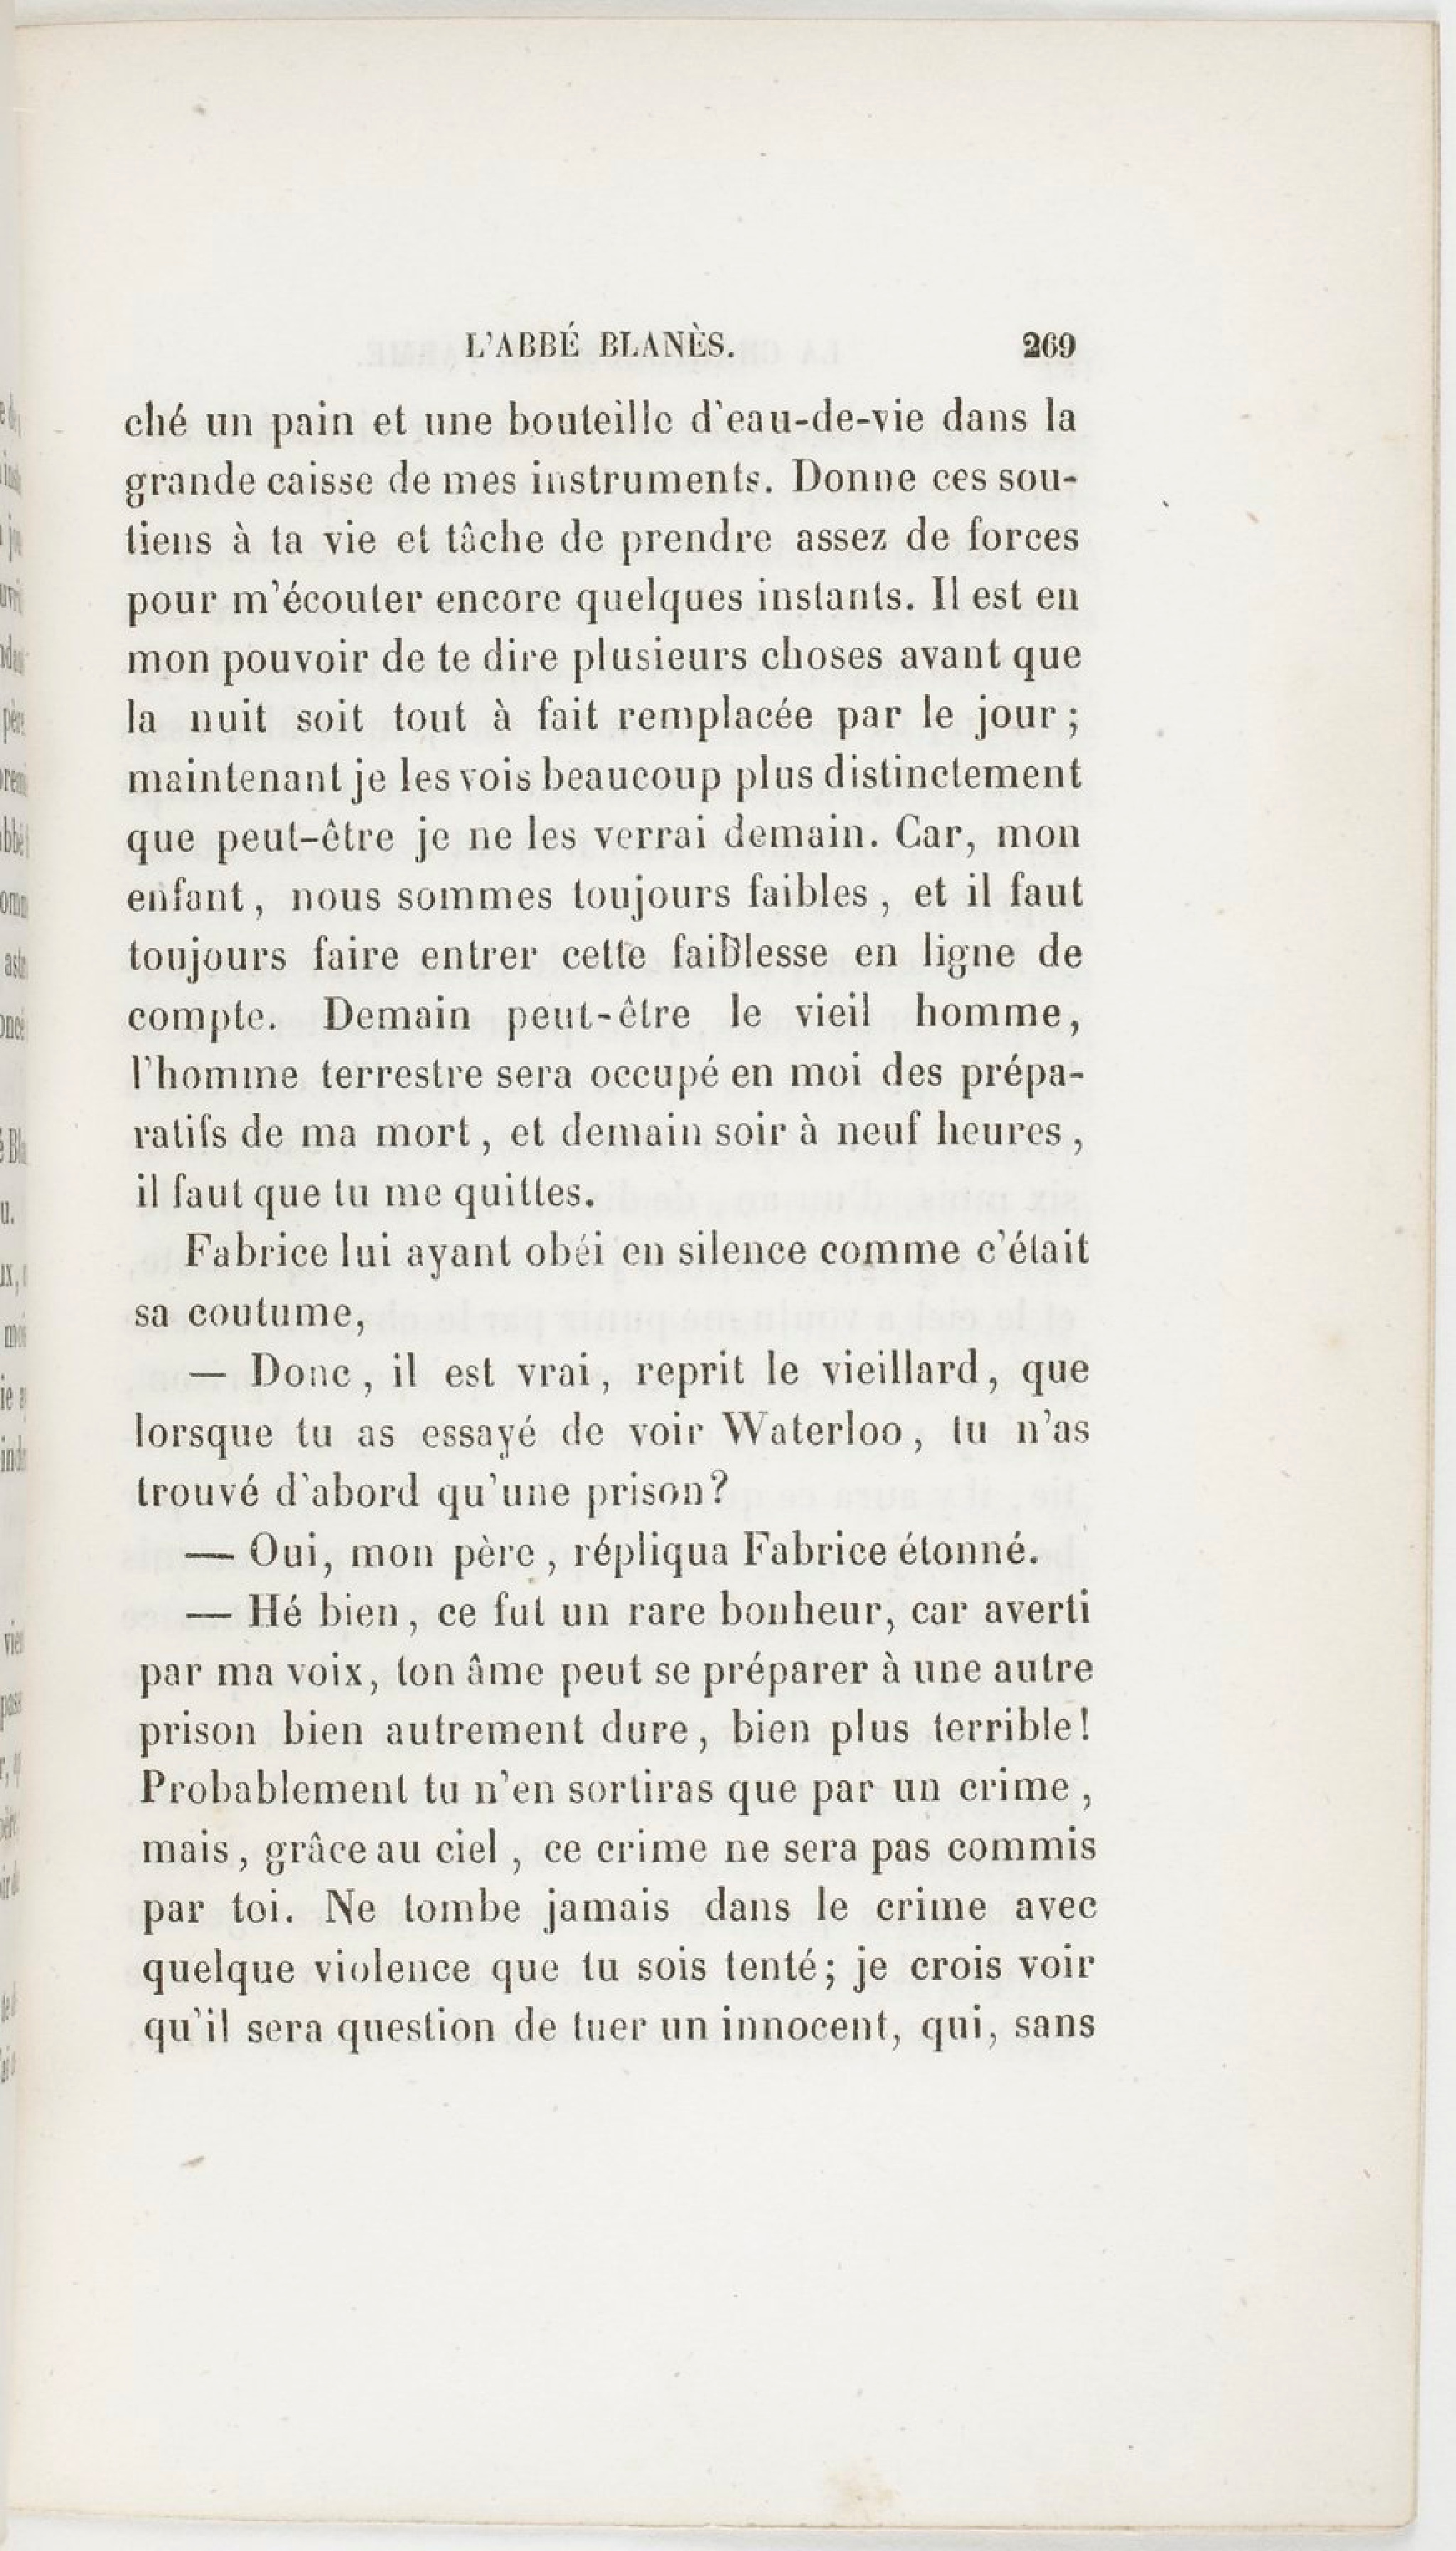 L'ABBÉ BLANÈS. 269
ché un pain et une bouteille d'eau-de-vie dans la
grande caisse de mes instruments. Donne ces sou-
tiens à ta vie et tâche de prendre assez de forces
pour m'écouter encore quelques instants. Il est en
mon pouvoir de te dire plusieurs choses avant que
la nuit soit tout à fait remplacée par le jour ;
maintenant je les vois beaucoup plus distinctement
que peut-être je ne les verrai demain. Car, mon
enfant, nous sommes toujours faibles, et il faut
toujours faire entrer cette faiblesse en ligne de
compte. Demain peut-être le vieil homme,
l'homme terrestre sera occupé en moi des prépa-
ratifs de ma mort, et demain soir à neuf heures,
il faut que tu me quittes.
Fabrice lui ayant obéi en silence comme c'était
sa coutume,
— Donc, il est vrai, reprit le vieillard, que
lorsque tu as essayé de voir Waterloo, tu n'as
trouvé d'abord qu'une prison?
— Oui, mon père, répliqua Fabrice étonné.
— Hé bien, ce fut un rare bonheur, car averti
par ma voix, ton âme peut se préparer à une autre
prison bien autrement dure, bien plus terrible!
Probablement tu n'en sortiras que par un crime,
mais, grâce au ciel, ce crime ne sera pas commis
par toi. Ne tombe jamais dans le crime avec
quelque violence que tu sois tenté; je crois voir
qu'il sera question de tuer un innocent, qui, sans